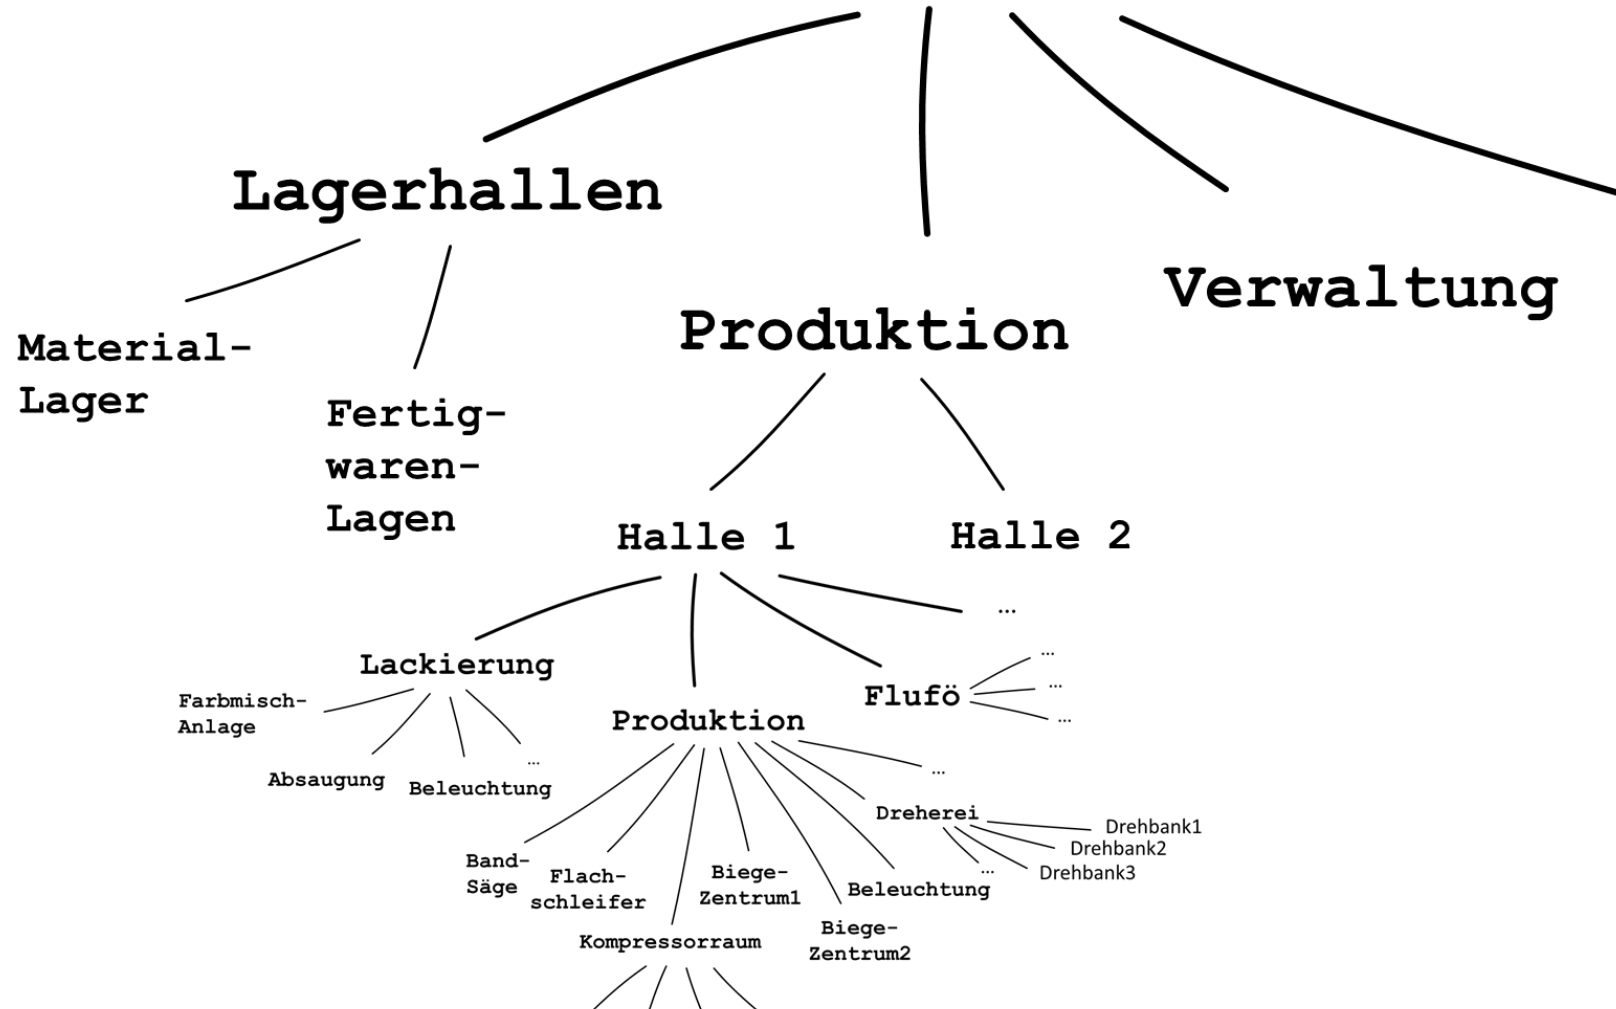 Lagerhallen
Verwaltung
Produktion
Material-
Lager
Fertig-
waren-
Lagen
Halle 1
Halle 2
...
Lackierung
Flufö
...
...
...
Farbmisch-
Anlage
Produktion
Absaugung
Beleuchtung
...
...
Dreherei
Drehbank1
Drehbank2
Drehbank3
...
Band-
Säge
Flach-
schleifer
Biege-
Zentrum1
Beleuchtung
Biege-
Zentrum2
Kompressorraum